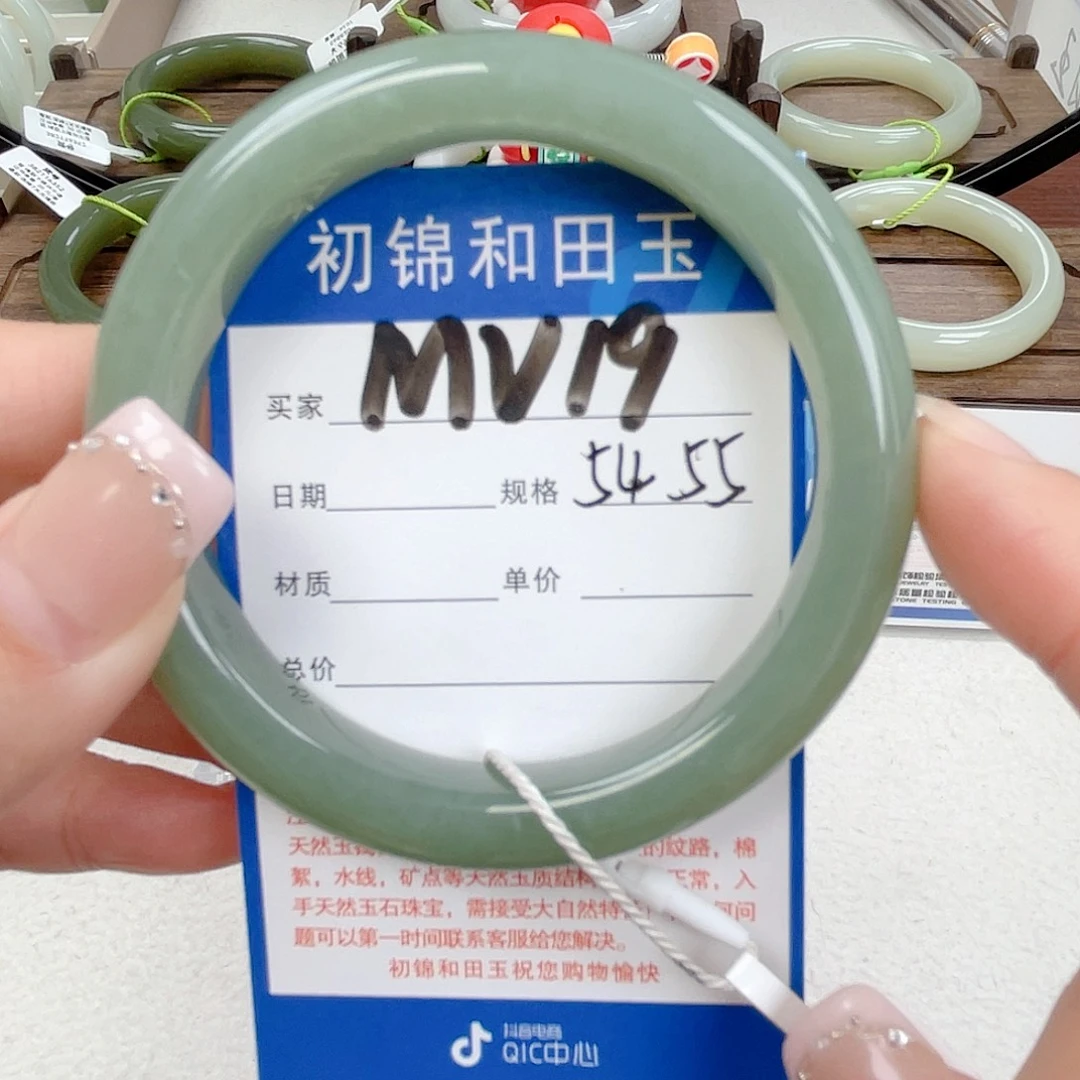 初锦和田玉
买家 MV19
日期 规格 54 55
材质 单价
总价
天然玉 的纹路，棉
絮，水线，矿点等天然玉质结构 正常，入
手天然玉石珠宝，需接受大自然特 何问
题可以第一时间联系客服给您解决。
初锦和田玉祝您购物愉快
抖音电商
QIC中心